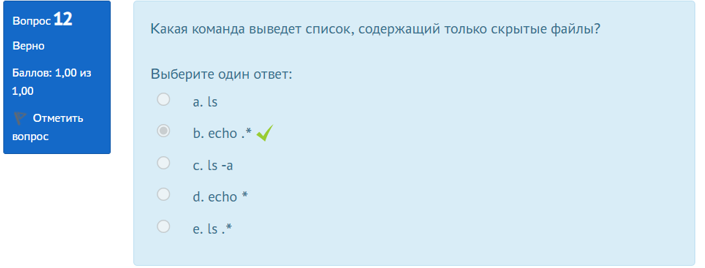 Вопрос 12
Верно
Баллов: 1,00 из
1,00
Отметить
вопрос
Какая команда выведет список, содержащий только скрытые файлы?
Выберите один ответ:
a. ls
b. echo .*
c. ls -a
d. echo *
e. ls .*